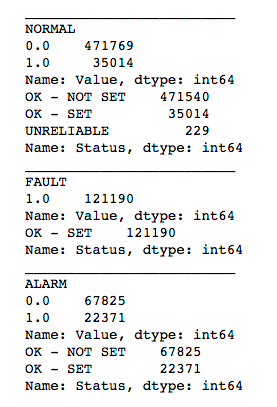 NORMAL
0.0    471769
1.0     35014
Name: Value, dtype: int64
OK - NOT SET    471540
OK - SET         35014
UNRELIABLE         229
Name: Status, dtype: int64
FAULT
1.0    121190
Name: Value, dtype: int64
OK - SET    121190
Name: Status, dtype: int64
ALARM
0.0    67825
1.0    22371
Name: Value, dtype: int64
OK - NOT SET    67825
OK - SET        22371
Name: Status, dtype: int64